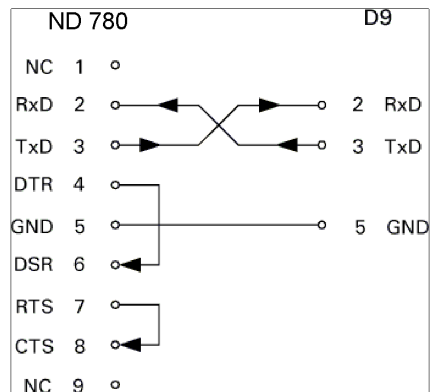 ND 780 D9
NC 1
RxD 2 2 RxD
TxD 3 3 TxD
DTR 4
GND 5 5 GND
DSR 6
RTS 7
CTS 8
NC 9